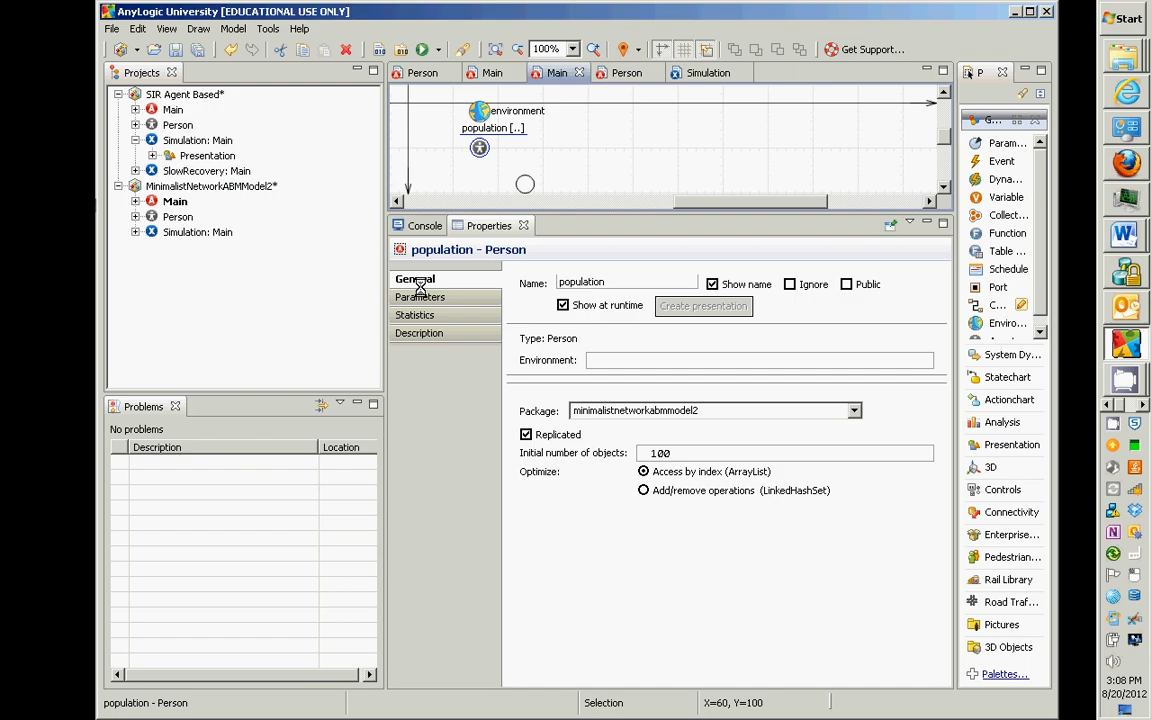 AnyLogic University [EDUCATIONAL USE ONLY]
File Edit View Draw Model Tools Help
100% Get Support...
Start
Projects
Person Main Main Person Simulation
P
SIR Agent Based*
Main
Person
Simulation: Main
Presentation
SlowRecovery: Main
MinimalistNetworkABMModel2*
Main
Person
Simulation: Main
environment
population [..]
Console Properties
population - Person
General
Parameters
Statistics
Description
Name: population Show name Ignore Public
Show at runtime Create presentation
Type: Person
Environment:
Package: minimalistnetworkabmmodel2
Replicated
Initial number of objects: 100
Optimize: Access by index (ArrayList)
Add/remove operations (LinkedHashSet)
Problems
No problems
Description Location
G...
Param...
Event
Dyna...
Variable
Collect...
Function
Table ...
Schedule
Port
C...
Enviro...
System Dy...
Statechart
Actionchart
Analysis
Presentation
3D
Controls
Connectivity
Enterprise...
Pedestrian...
Rail Library
Road Traf...
Pictures
3D Objects
Palettes...
population - Person Selection X=60, Y=100
3:08 PM
8/20/2012